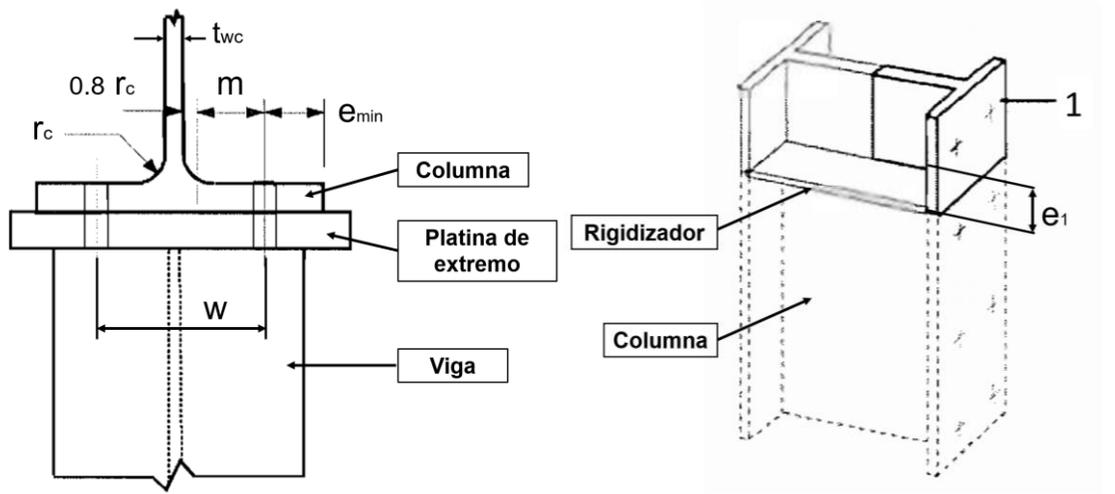 t_wc
0.8 r_c
m
e_min
r_c
Columna
Platina de
extremo
w
Viga
1
e_1
Rigidizador
Columna